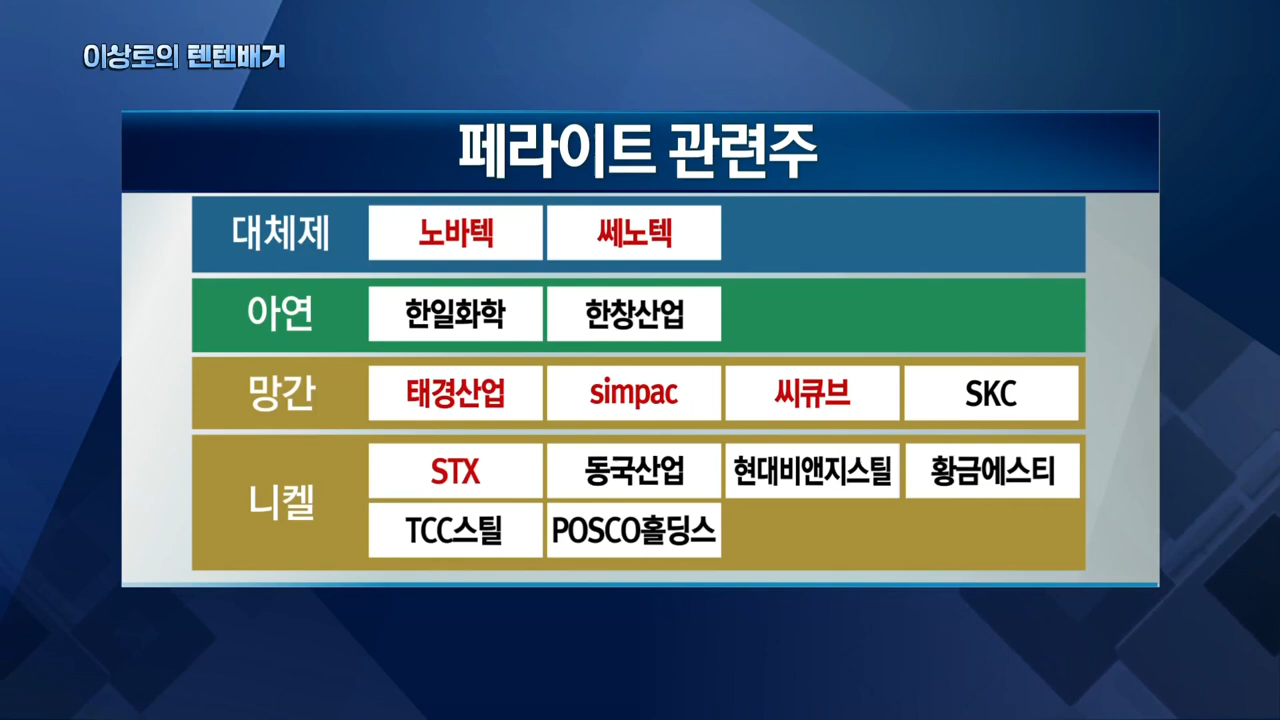 이상로의 텐텐배거
페라이트 관련주
대체제 노바텍 쎄노텍
아연 한일화학 한창산업
망간 태경산업 simpac 씨큐브 SKC
니켈 STX 동국산업 현대비앤지스틸 황금에스티
TCC스틸 POSCO홀딩스